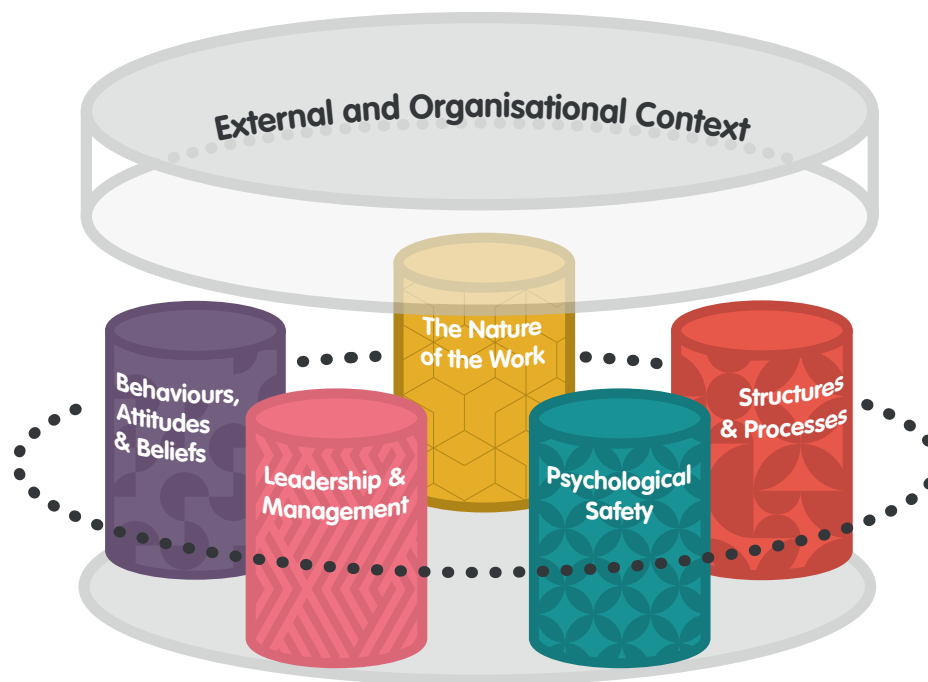 External and Organisational Context
The Nature
of the Work
Behaviours,
Attitudes
& Beliefs
Structures
& Processes
Leadership &
Management
Psychological
Safety